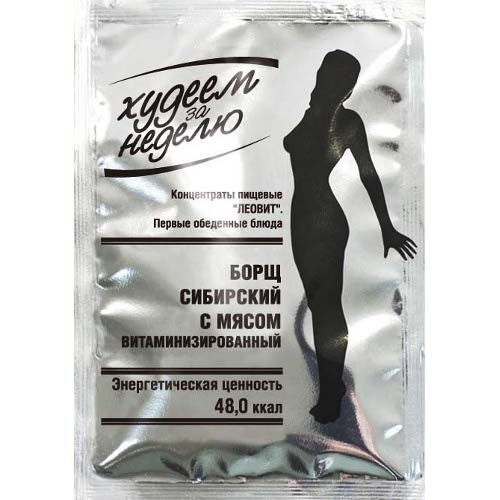 худеем
за
неделю
Концентраты пищевые
"ЛЕОВИТ".
Первые обеденные блюда
БОРЩ
СИБИРСКИЙ
С МЯСОМ
ВИТАМИНИЗИРОВАННЫЙ
Энергетическая ценность
48,0 ккал